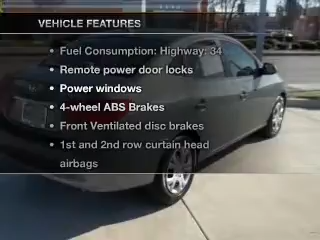 VEHICLE FEATURES
• Fuel Consumption: Highway: 34
• Remote power door locks
• Power windows
• 4-wheel ABS Brakes
• Front Ventilated disc brakes
• 1st and 2nd row curtain head
airbags